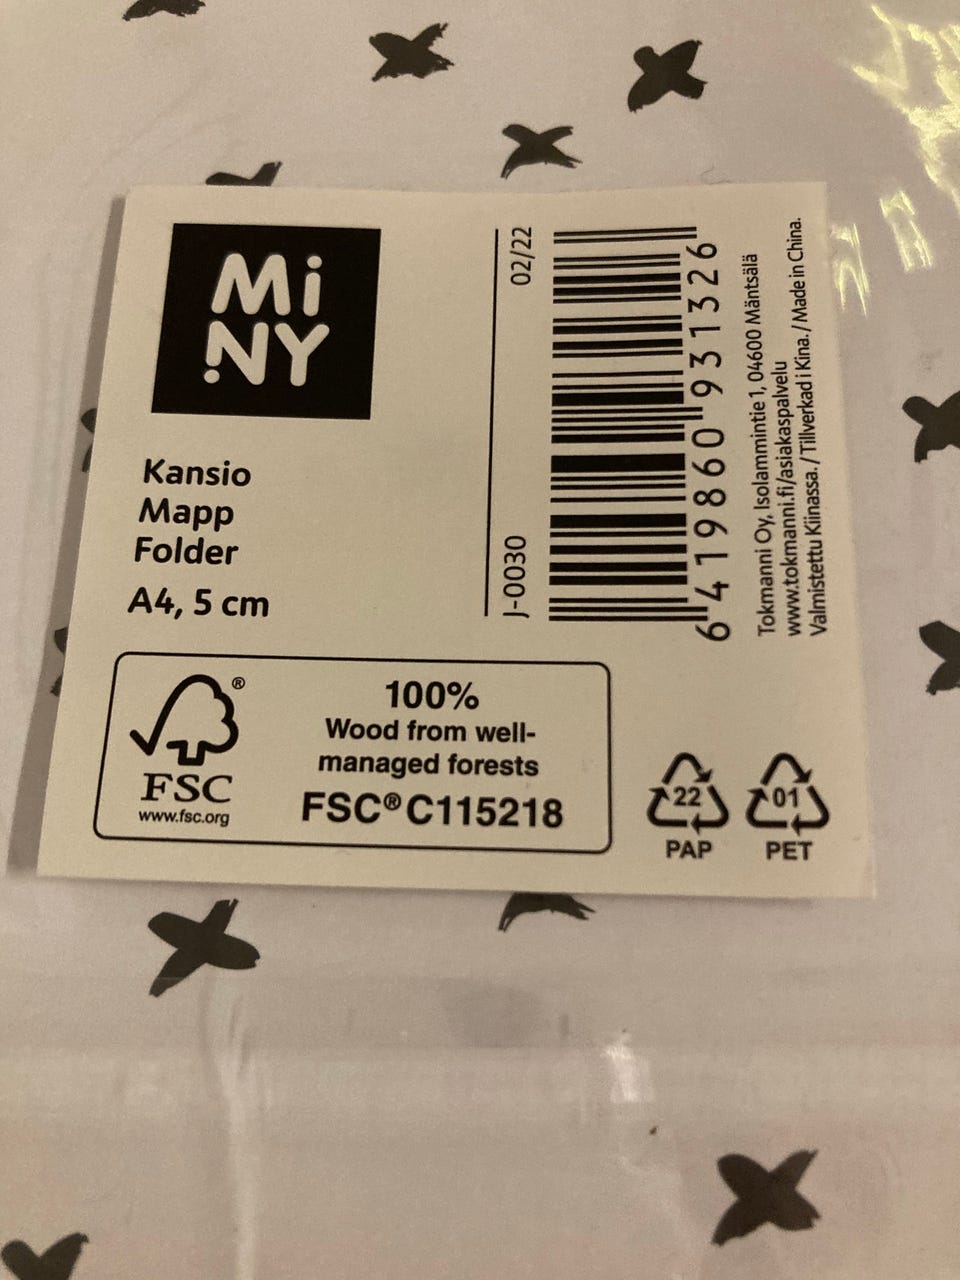 Mi
NY
Kansio
Mapp
Folder
A4, 5 cm
FSC®
www.fsc.org
100%
Wood from well-
managed forests
FSC® C115218
J-0030 02/22
6 419860 931326
Tokmanni Oy, Isolammintie 1, 04600 Mäntsälä
www.tokmanni.fi/asiakaspalvelu
Valmistettu Kiinassa. / Tillverkad i Kina. / Made in China.
22
PAP
01
PET